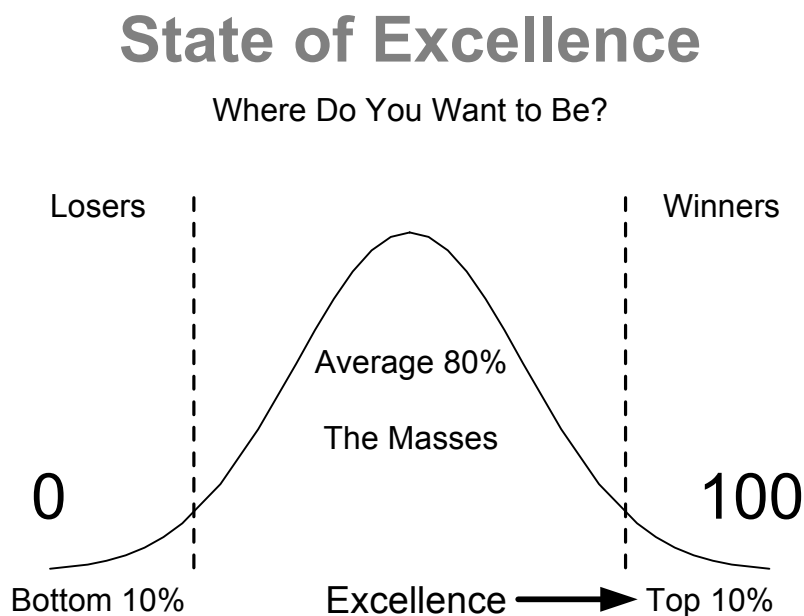 State of Excellence
Where Do You Want to Be?
Losers
Winners
Average 80%
The Masses
0
100
Bottom 10%
Excellence
Top 10%